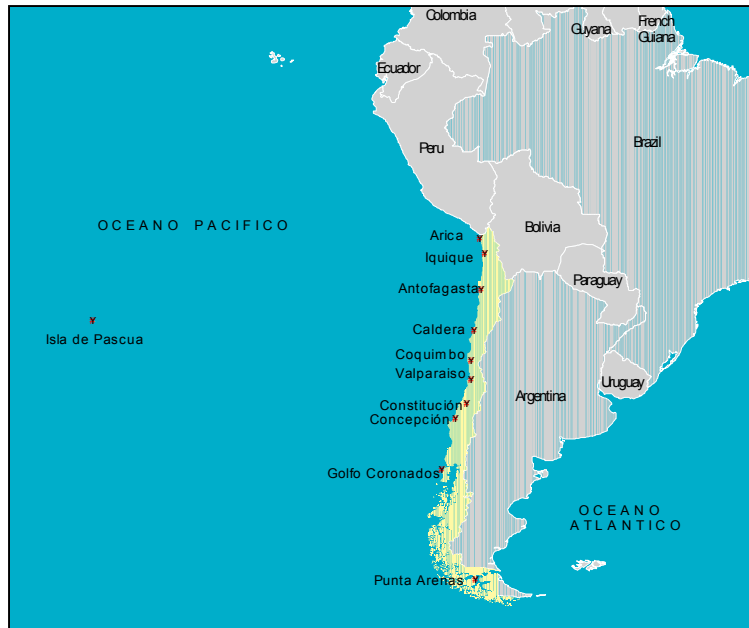 Colombia
Guyana
French
Guiana
Ecuador
Peru
Brazil
OCEANO PACIFICO
Bolivia
Arica
Iquique
Paraguay
Antofagasta
Isla de Pascua
Caldera
Coquimbo
Valparaiso
Uruguay
Argentina
Constitución
Concepción
Golfo Coronados
OCEANO
ATLANTICO
Punta Arenas